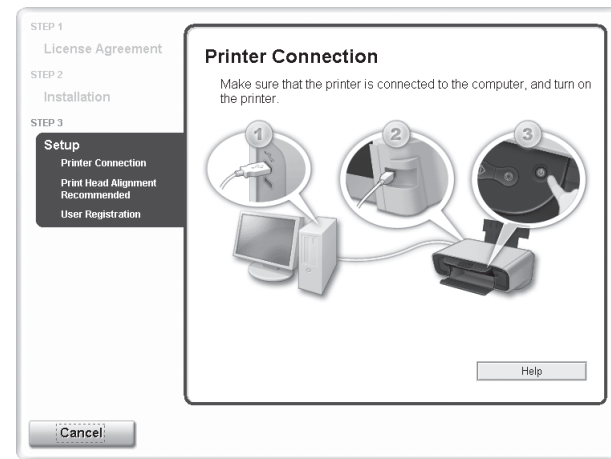 STEP 1
License Agreement
STEP 2
Installation
STEP 3
Setup
Printer Connection
Print Head Alignment
Recommended
User Registration
Printer Connection
Make sure that the printer is connected to the computer, and turn on
the printer.
1
2
3
Help
Cancel